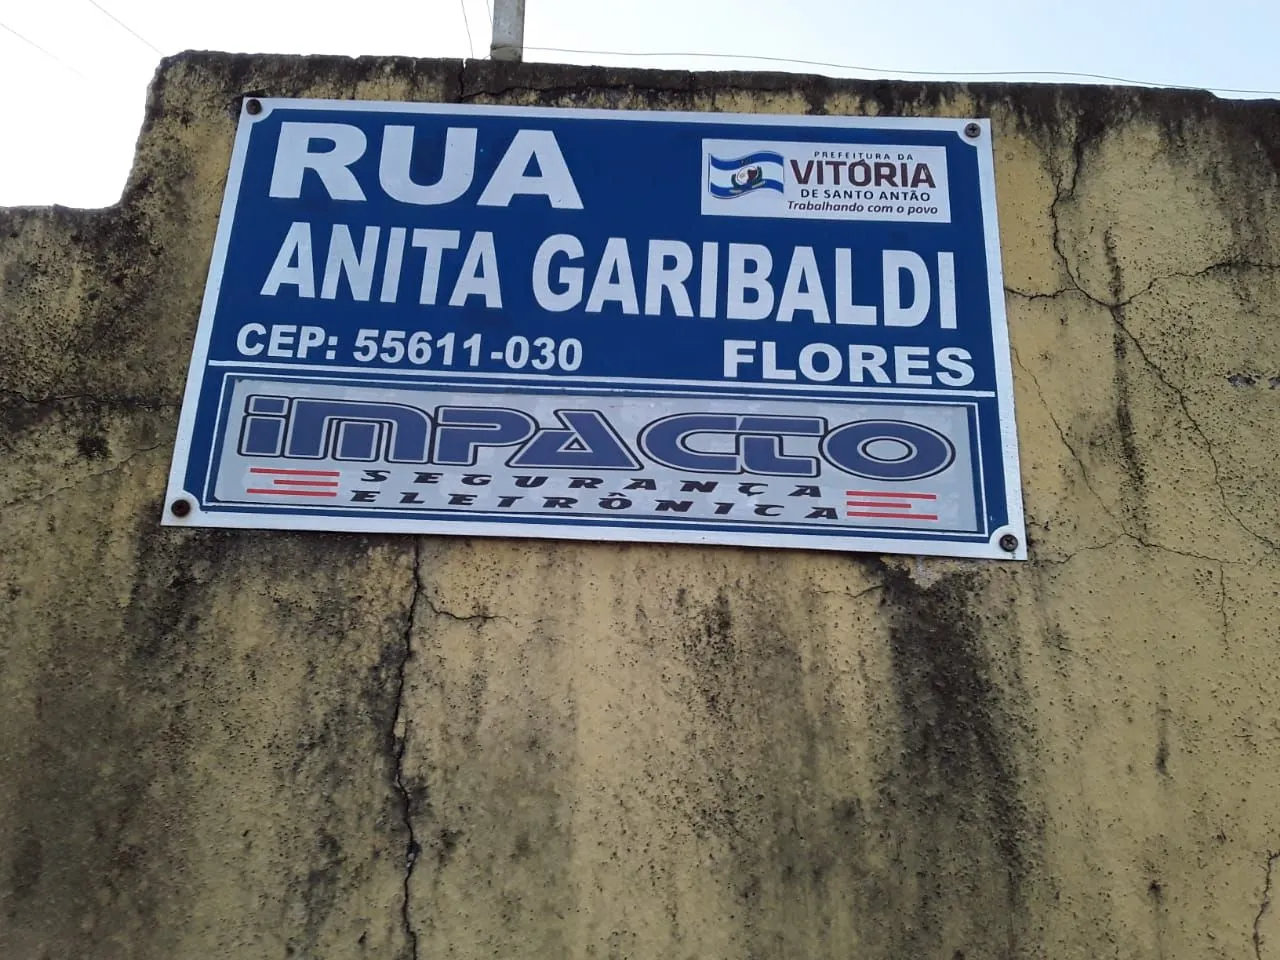 RUA
PREFEITURA DA
VITÓRIA
DE SANTO ANTÃO
Trabalhando com o povo
ANITA GARIBALDI
CEP: 55611-030 FLORES
IMPACTO
SEGURANÇA
ELETRÔNICA